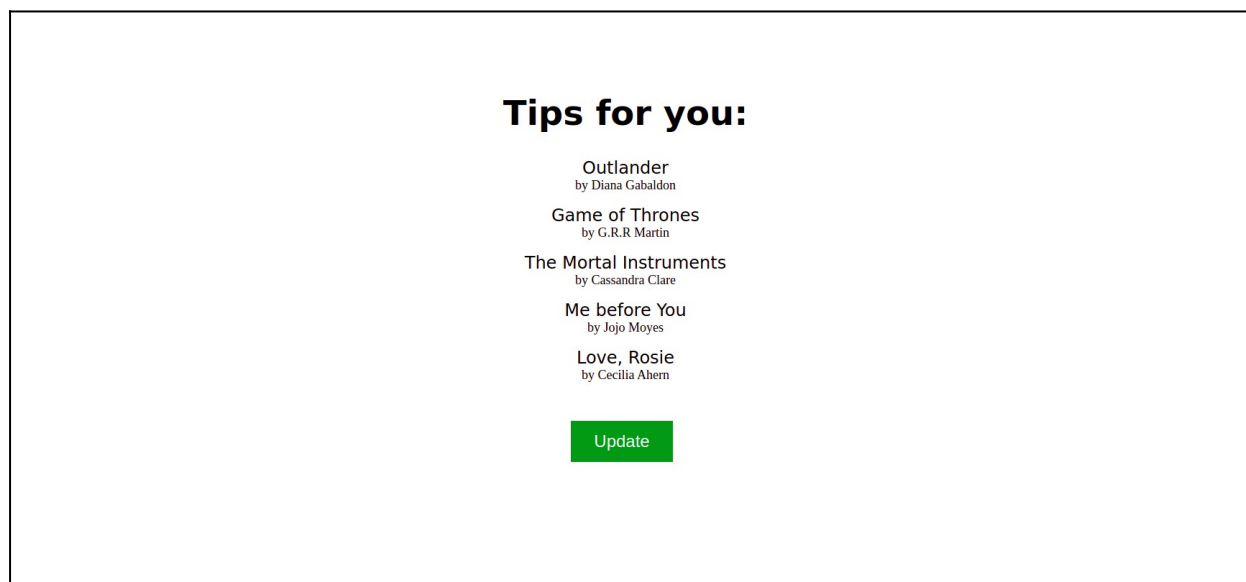 Tips for you:
Outlander
by Diana Gabaldon
Game of Thrones
by G.R.R Martin
The Mortal Instruments
by Cassandra Clare
Me before You
by Jojo Moyes
Love, Rosie
by Cecilia Ahern
Update